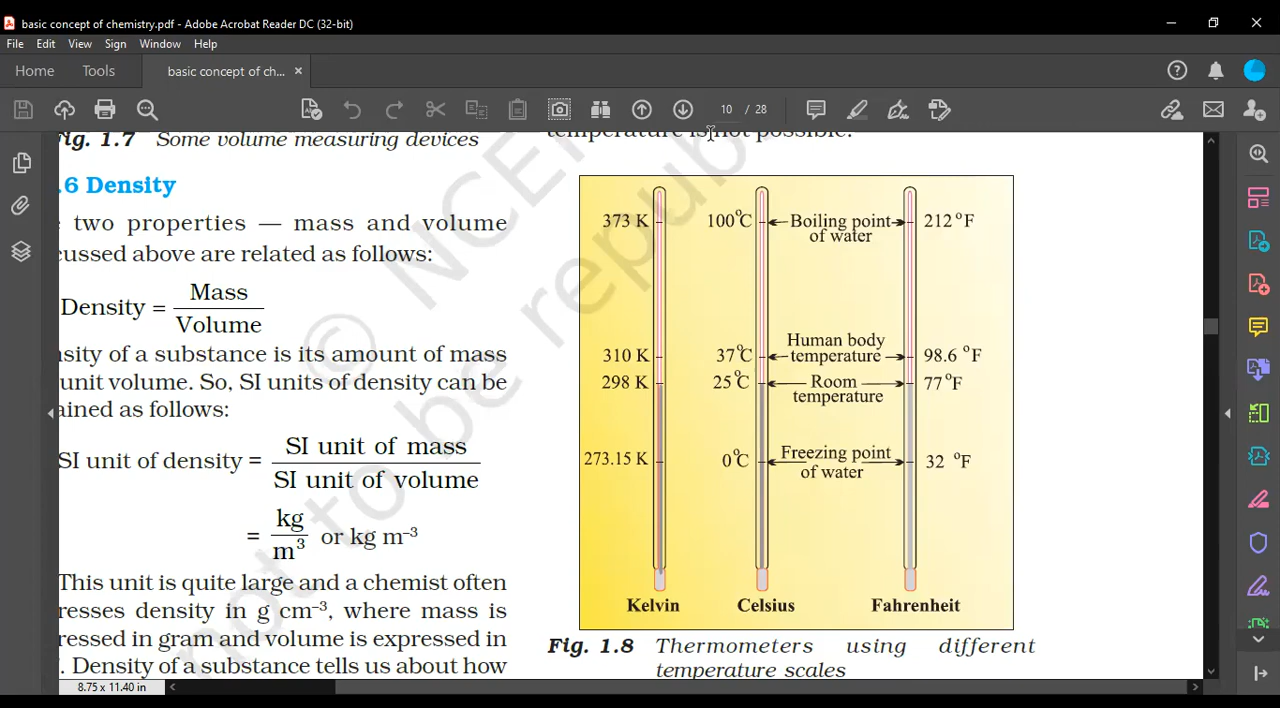 basic concept of chemistry.pdf - Adobe Acrobat Reader DC (32-bit)
File Edit View Sign Window Help
Home Tools basic concept of ch... ×
10 / 28
Fig. 1.7 Some volume measuring devices
.6 Density
two properties — mass and volume
cussed above are related as follows:
Density = Mass
Volume
nsity of a substance is its amount of mass
unit volume. So, SI units of density can be
ained as follows:
SI unit of density = SI unit of mass
SI unit of volume
= kg
m³ or kg m⁻³
This unit is quite large and a chemist often
resses density in g cm⁻³, where mass is
ressed in gram and volume is expressed in
. Density of a substance tells us about how
temperature is not possible.
373 K 100°C Boiling point 212 °F
of water
Human body
310 K 37°C temperature 98.6 °F
298 K 25°C Room 77 °F
temperature
273.15 K 0°C Freezing point 32 °F
of water
Kelvin Celsius Fahrenheit
Fig. 1.8 Thermometers using different
temperature scales
© NCE
not to be republ
8.75 x 11.40 in